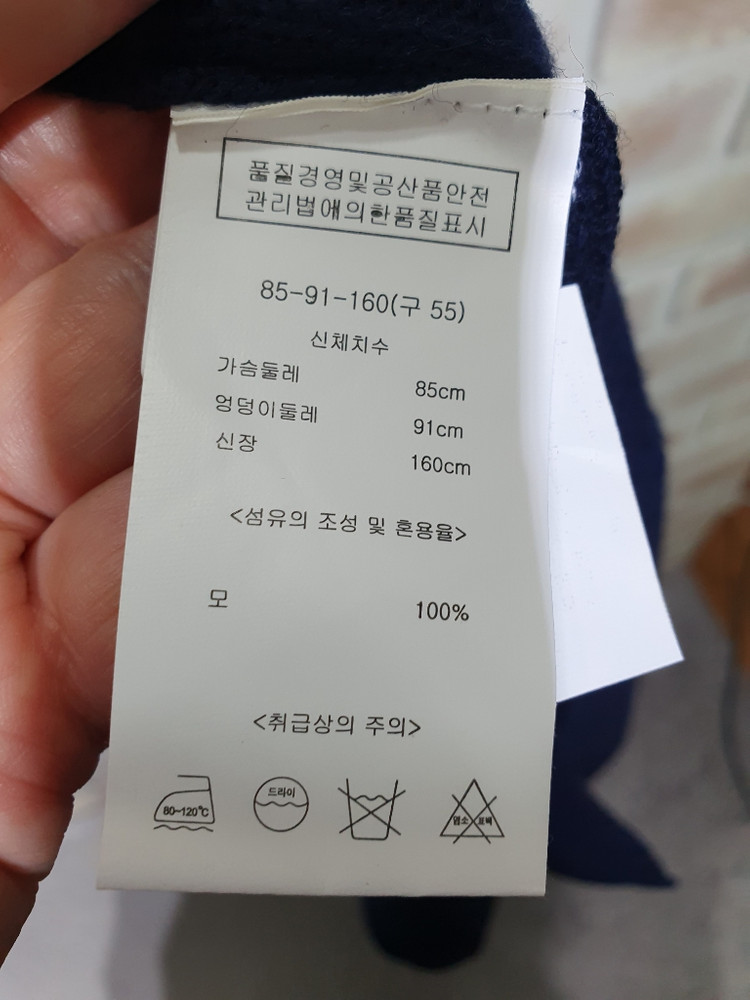 품질경영및공산품안전
관리법애의한품질표시
85-91-160(구 55)
신체치수
가슴둘레 85cm
엉덩이둘레 91cm
신장 160cm
<섬유의 조성 및 혼용율>
모 100%
<취급상의 주의>
80~120℃ 드라이 염소 표백